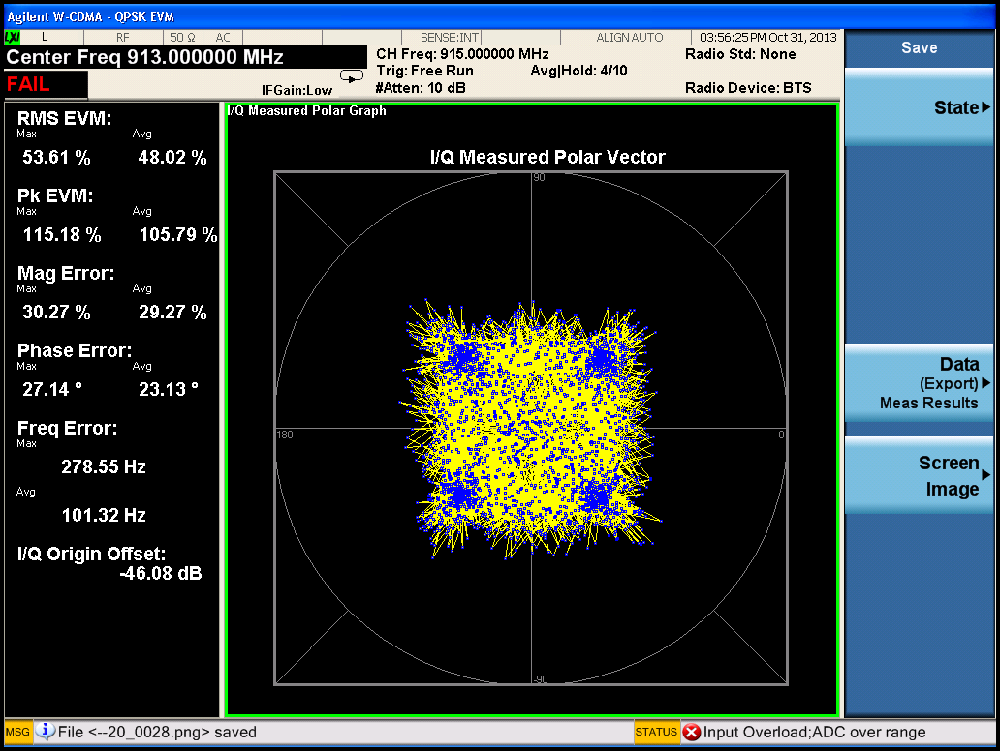 Agilent W-CDMA - QPSK EVM
LXI L RF 50 Ω AC SENSE:INT ALIGN AUTO 03:56:25 PM Oct 31, 2013
Center Freq 913.000000 MHz
CH Freq: 915.000000 MHz Radio Std: None
Trig: Free Run Avg|Hold: 4/10
FAIL
IFGain:Low #Atten: 10 dB Radio Device: BTS
RMS EVM:
Max Avg
53.61 % 48.02 %
Pk EVM:
Max Avg
115.18 % 105.79 %
Mag Error:
Max Avg
30.27 % 29.27 %
Phase Error:
Max Avg
27.14 ° 23.13 °
Freq Error:
Max
278.55 Hz
Avg
101.32 Hz
I/Q Origin Offset:
-46.08 dB
I/Q Measured Polar Graph
I/Q Measured Polar Vector
90
180 0
-90
Save
State
Data
(Export)
Meas Results
Screen
Image
MSG File <--20_0028.png> saved STATUS Input Overload;ADC over range